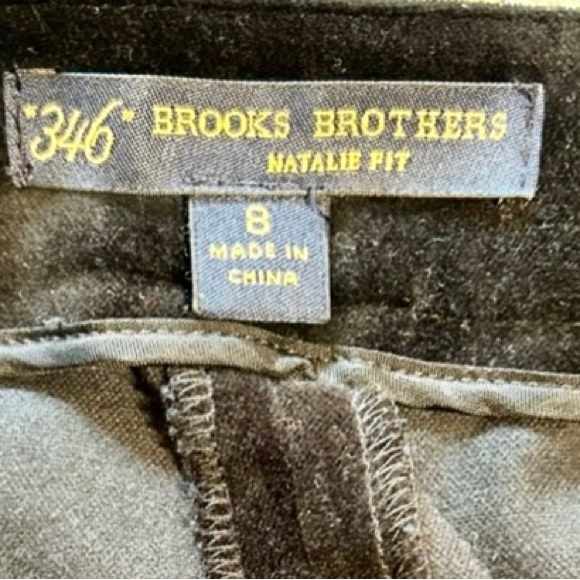 "346" BROOKS BROTHERS
NATALIE FIT
8
MADE IN
CHINA